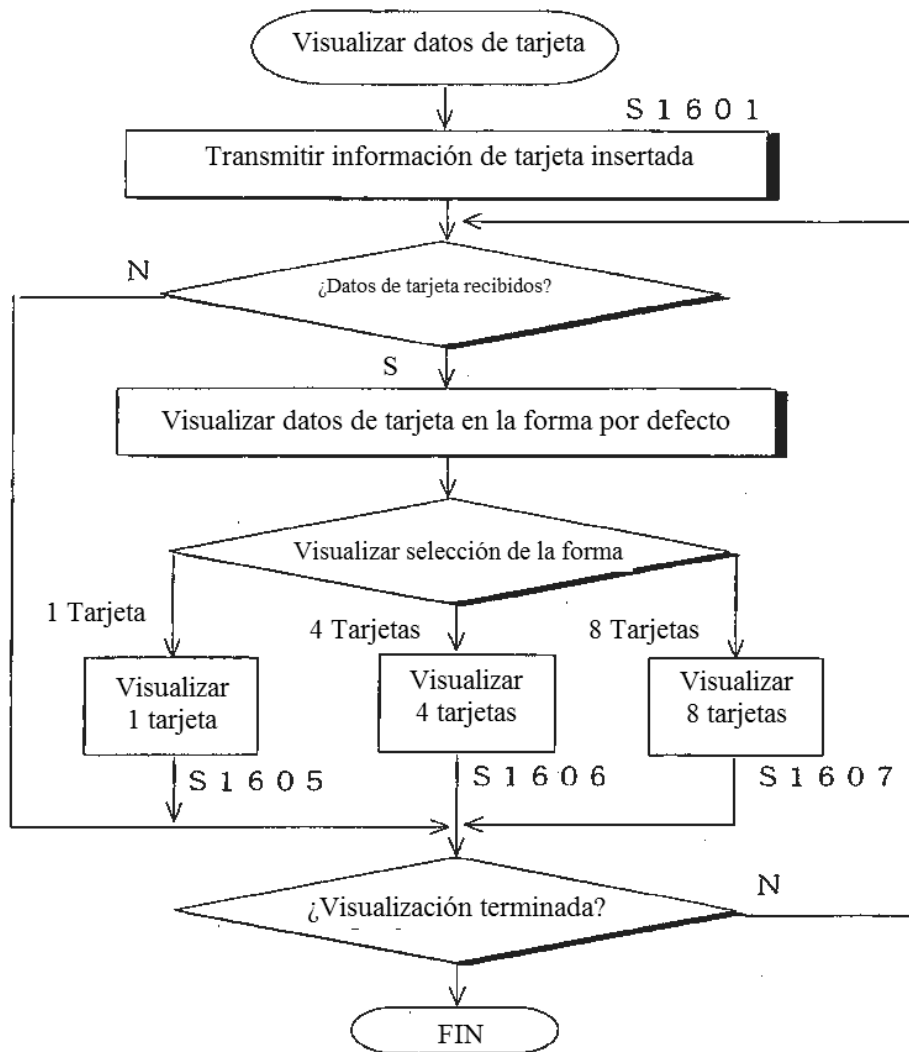 Visualizar datos de tarjeta
S1601
Transmitir información de tarjeta insertada
N
¿Datos de tarjeta recibidos?
S
Visualizar datos de tarjeta en la forma por defecto
Visualizar selección de la forma
1 Tarjeta
4 Tarjetas
8 Tarjetas
Visualizar
1 tarjeta
Visualizar
4 tarjetas
Visualizar
8 tarjetas
S1605
S1606
S1607
¿Visualización terminada?
N
FIN